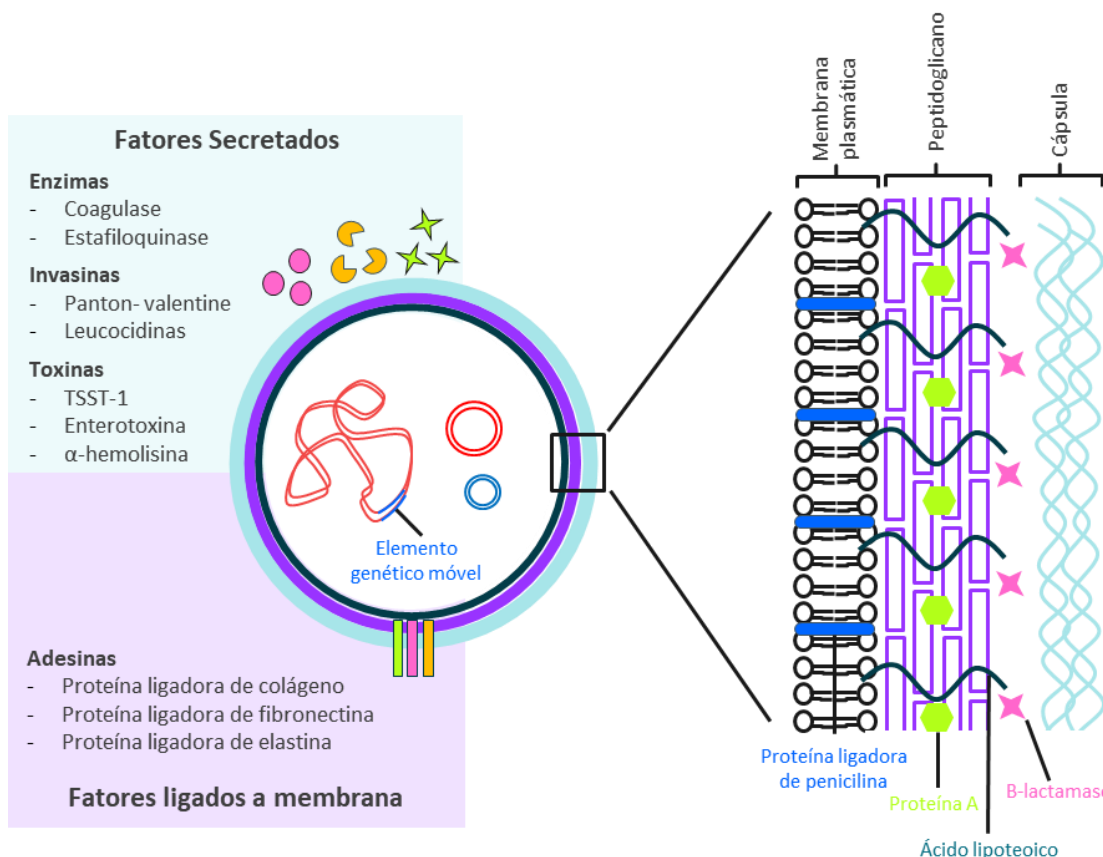 Fatores Secretados
Enzimas
- Coagulase
- Estafiloquinase
Invasinas
- Panton- valentine
- Leucocidinas
Toxinas
- TSST-1
- Enterotoxina
- α-hemolisina
Elemento
genético móvel
Adesinas
- Proteína ligadora de colágeno
- Proteína ligadora de fibronectina
- Proteína ligadora de elastina
Fatores ligados a membrana
Membrana
plasmática
Peptidoglicano
Cápsula
Proteína ligadora
de penicilina
Proteína A
B-lactamase
Ácido lipoteoico